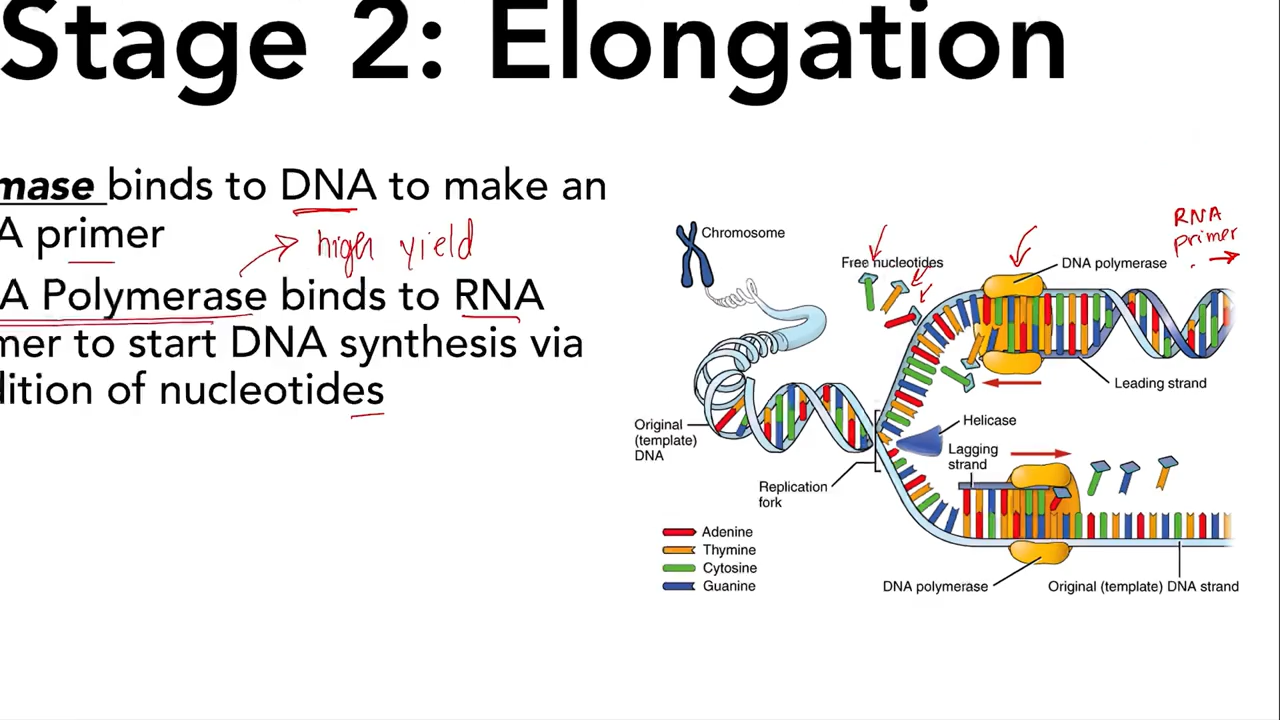 Stage 2: Elongation
mase binds to DNA to make an
A primer
high yield
A Polymerase binds to RNA
mer to start DNA synthesis via
dition of nucleotides
RNA
primer
Chromosome
Free nucleotides
DNA polymerase
Leading strand
Helicase
Lagging
strand
Original
(template)
DNA
Replication
fork
Adenine
Thymine
Cytosine
Guanine
DNA polymerase
Original (template) DNA strand